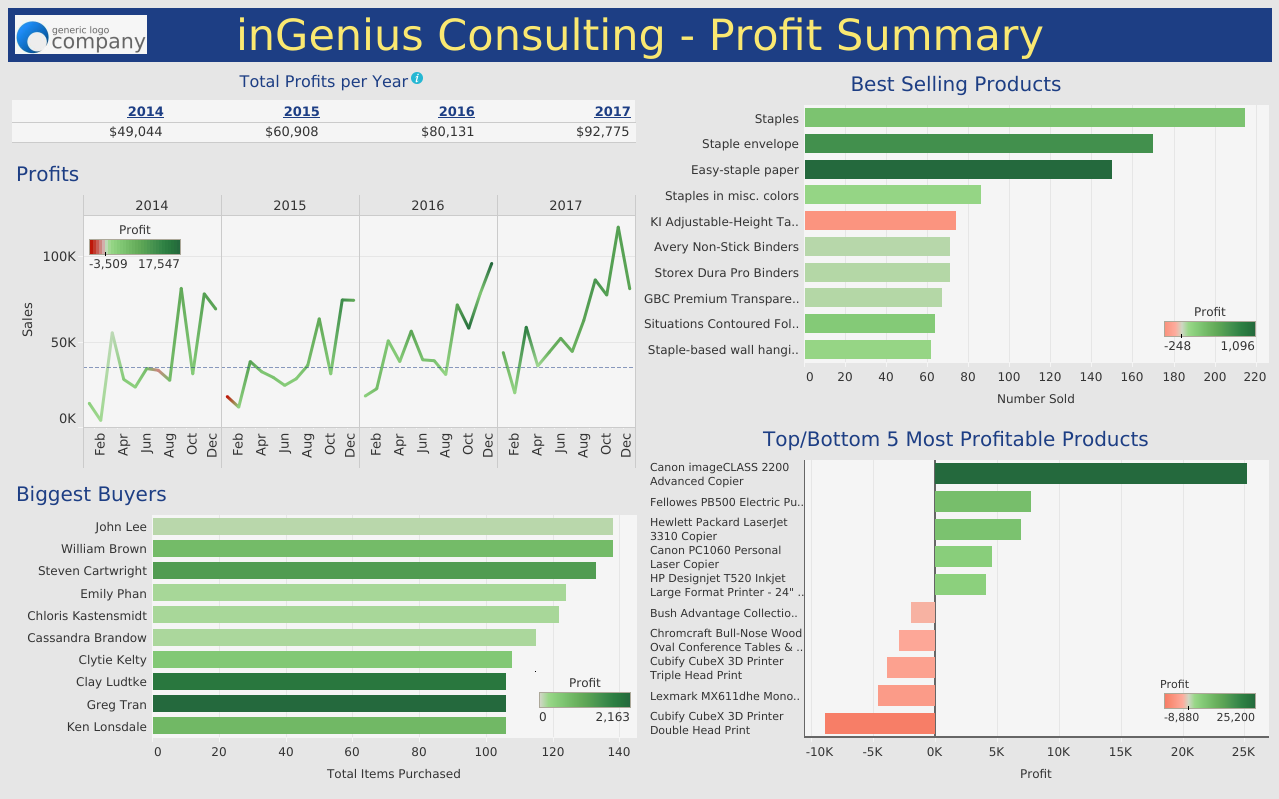 generic logo
company
inGenius Consulting - Profit Summary
Total Profits per Year i
2014 2015 2016 2017
$49,044 $60,908 $80,131 $92,775
Profits
2014 2015 2016 2017
Profit
-3,509 17,547
100K
50K
0K
Sales
Feb Apr Jun Aug Oct Dec Feb Apr Jun Aug Oct Dec Feb Apr Jun Aug Oct Dec Feb Apr Jun Aug Oct Dec
Biggest Buyers
John Lee
William Brown
Steven Cartwright
Emily Phan
Chloris Kastensmidt
Cassandra Brandow
Clytie Kelty
Clay Ludtke
Greg Tran
Ken Lonsdale
Profit
0 2,163
0 20 40 60 80 100 120 140
Total Items Purchased
Best Selling Products
Staples
Staple envelope
Easy-staple paper
Staples in misc. colors
KI Adjustable-Height Ta..
Avery Non-Stick Binders
Storex Dura Pro Binders
GBC Premium Transpare..
Situations Contoured Fol..
Staple-based wall hangi..
Profit
-248 1,096
0 20 40 60 80 100 120 140 160 180 200 220
Number Sold
Top/Bottom 5 Most Profitable Products
Canon imageCLASS 2200
Advanced Copier
Fellowes PB500 Electric Pu..
Hewlett Packard LaserJet
3310 Copier
Canon PC1060 Personal
Laser Copier
HP Designjet T520 Inkjet
Large Format Printer - 24" ..
Bush Advantage Collectio..
Chromcraft Bull-Nose Wood
Oval Conference Tables & ..
Cubify CubeX 3D Printer
Triple Head Print
Lexmark MX611dhe Mono..
Cubify CubeX 3D Printer
Double Head Print
Profit
-8,880 25,200
-10K -5K 0K 5K 10K 15K 20K 25K
Profit